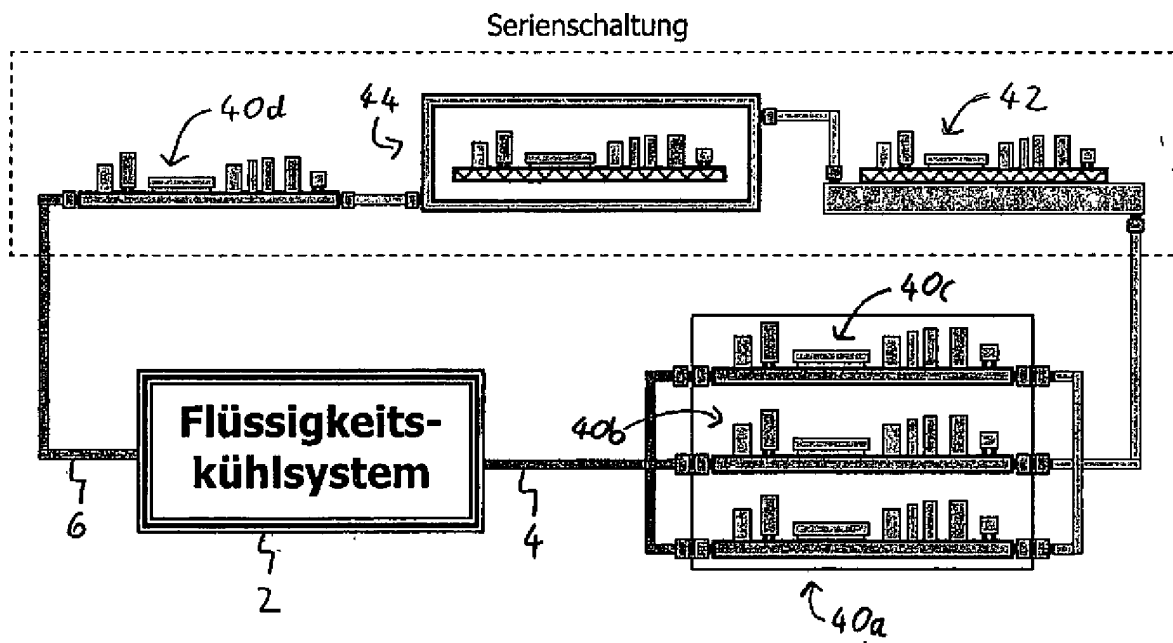 Serienschaltung
40d
44
42
40c
40b
Flüssigkeits-
kühlsystem
6
4
2
40a